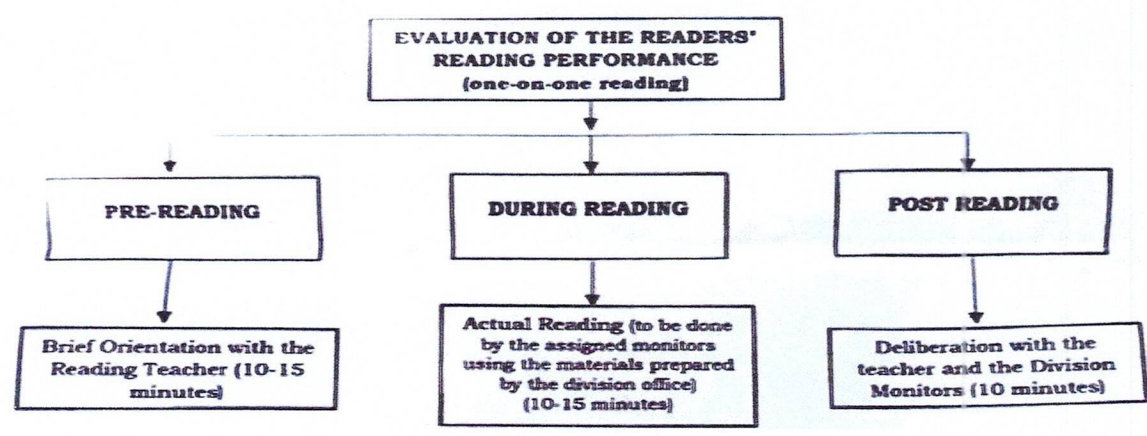 EVALUATION OF THE READERS'
READING PERFORMANCE
(one-on-one reading)
PRE-READING
DURING READING
POST READING
Brief Orientation with the
Reading Teacher (10-15
minutes)
Actual Reading (to be done
by the assigned monitors
using the materials prepared
by the division office)
(10-15 minutes)
Deliberation with the
teacher and the Division
Monitors (10 minutes)